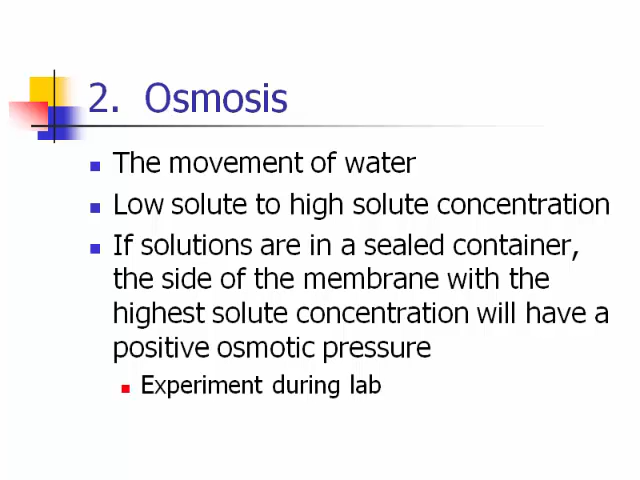 2. Osmosis
The movement of water
Low solute to high solute concentration
If solutions are in a sealed container,
the side of the membrane with the
highest solute concentration will have a
positive osmotic pressure
Experiment during lab